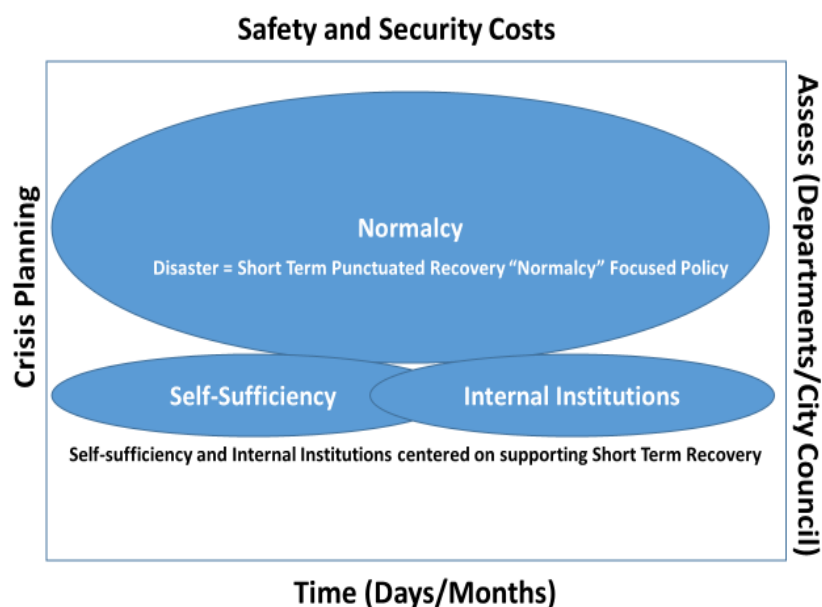 Safety and Security Costs
Crisis Planning
Assess (Departments/City Council)
Normalcy
Disaster = Short Term Punctuated Recovery “Normalcy” Focused Policy
Self-Sufficiency
Internal Institutions
Self-sufficiency and Internal Institutions centered on supporting Short Term Recovery
Time (Days/Months)